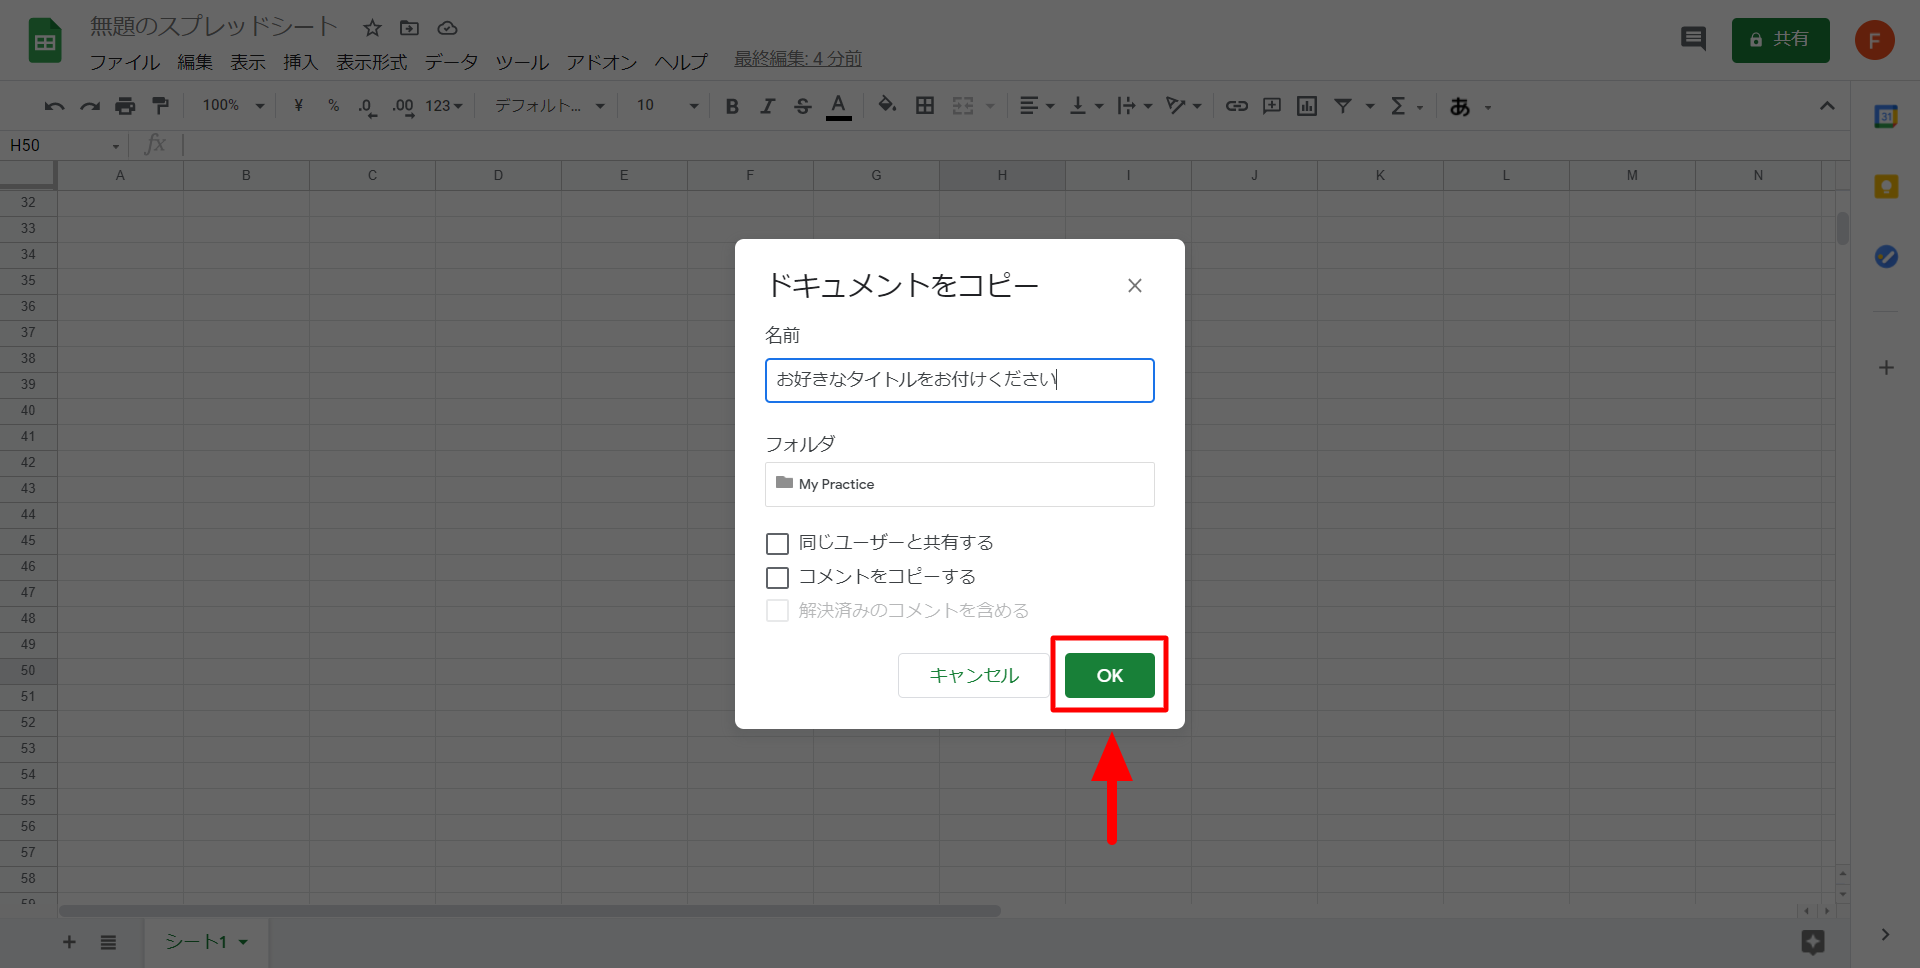 無題のスプレッドシート
ファイル 編集 表示 挿入 表示形式 データ ツール アドオン ヘルプ 最終編集: 4 分前
共有
F
100% ¥ % .0 .00 123 デフォルト... 10 B I S A Σ あ
31
H50 fx
A B C D E F G H I J K L M N
32
33
34
35
36
37
38
39
40
41
42
43
44
45
46
47
48
49
50
51
52
53
54
55
56
57
58
59
ドキュメントをコピー
名前
お好きなタイトルをお付けください
フォルダ
My Practice
同じユーザーと共有する
コメントをコピーする
解決済みのコメントを含める
キャンセル OK
シート1